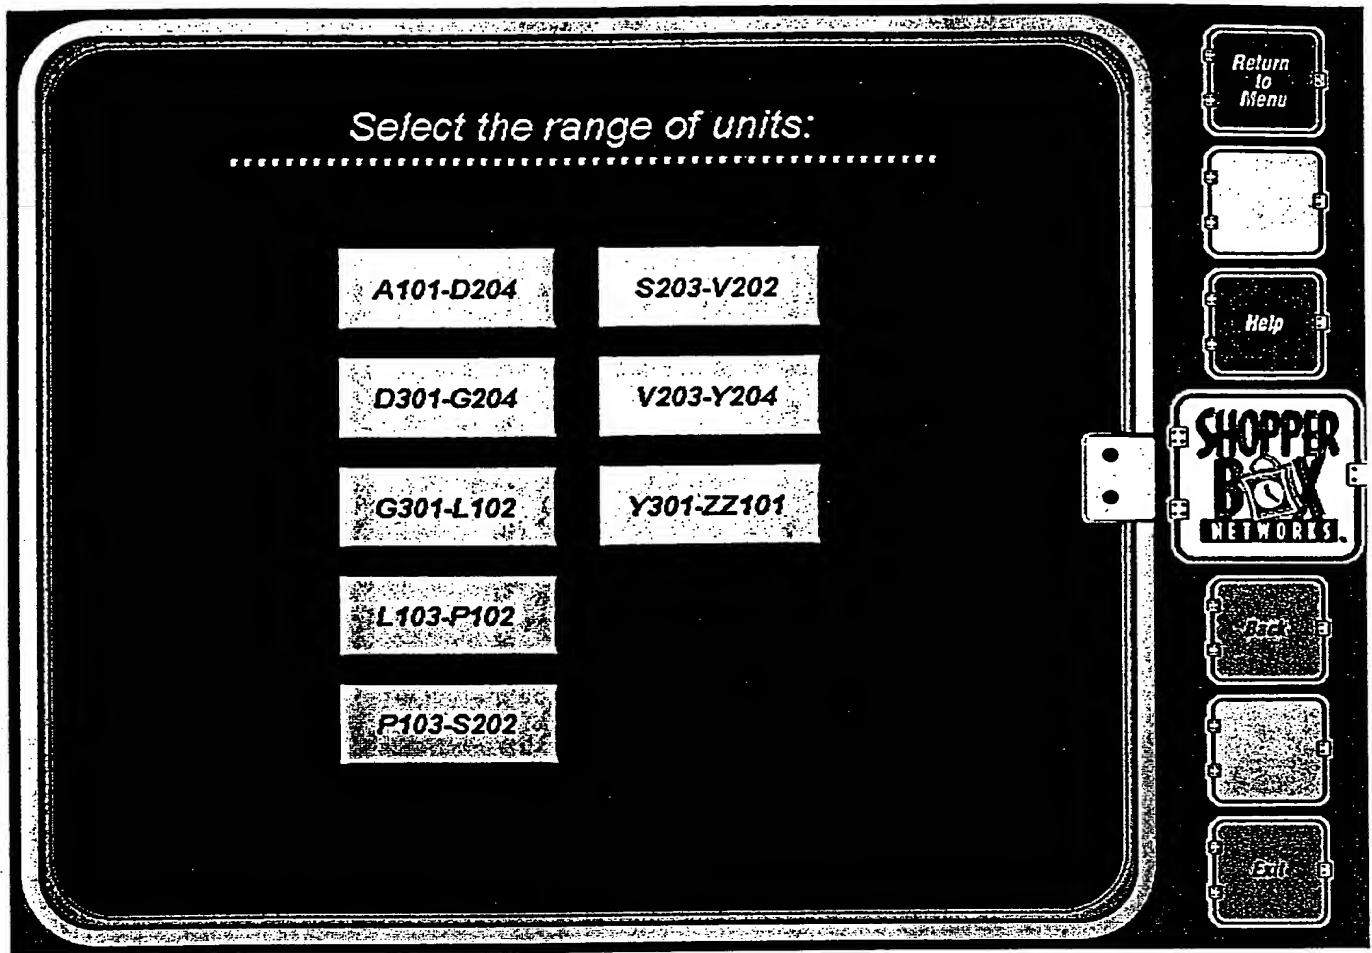 Select the range of units:
A101-D204
D301-G204
G301-L102
L103-P102
P103-S202
S203-V202
V203-Y204
Y301-ZZ101
Return
to
Menu
Help
SHOPPER
BOX
NETWORKS
Back
Exit